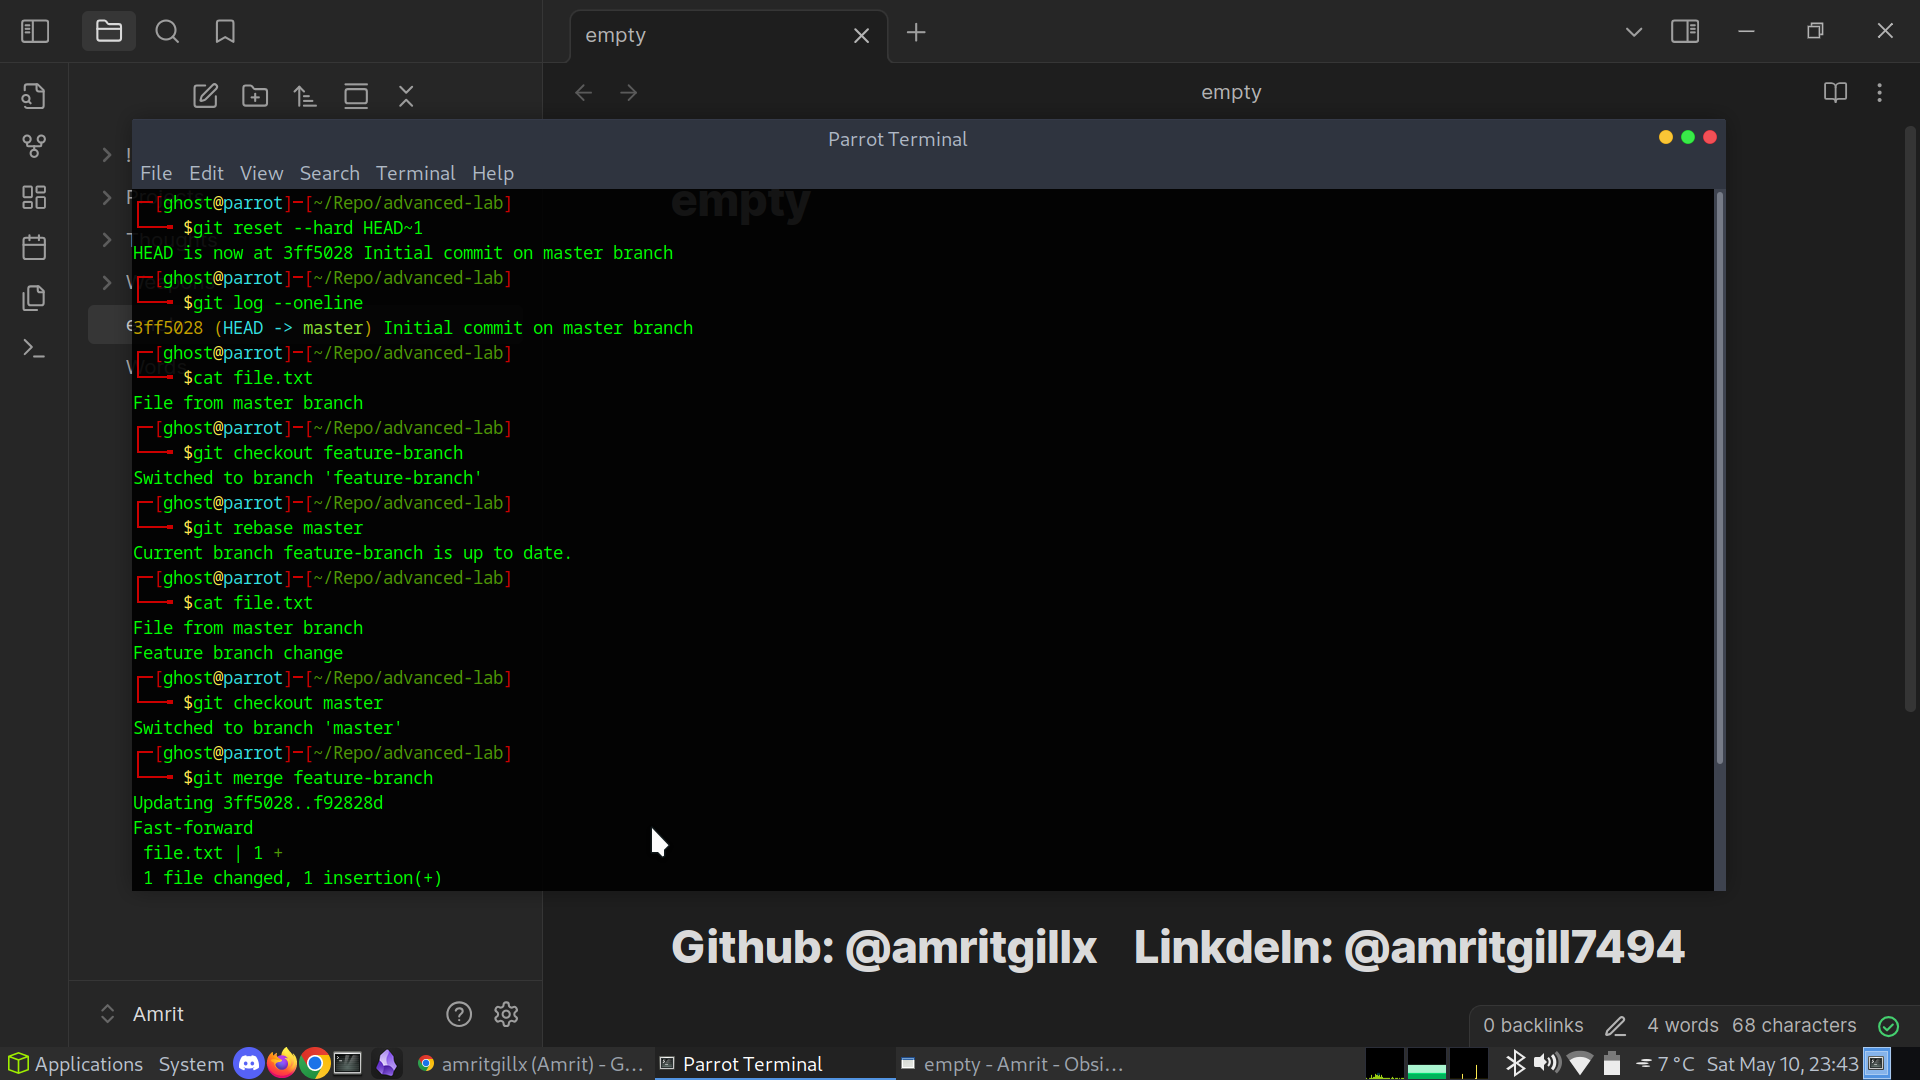 empty
empty
Parrot Terminal
File Edit View Search Terminal Help
empty
[ghost@parrot]─[~/Repo/advanced-lab]
$git reset --hard HEAD~1
HEAD is now at 3ff5028 Initial commit on master branch
[ghost@parrot]─[~/Repo/advanced-lab]
$git log --oneline
3ff5028 (HEAD -> master) Initial commit on master branch
[ghost@parrot]─[~/Repo/advanced-lab]
$cat file.txt
File from master branch
[ghost@parrot]─[~/Repo/advanced-lab]
$git checkout feature-branch
Switched to branch 'feature-branch'
[ghost@parrot]─[~/Repo/advanced-lab]
$git rebase master
Current branch feature-branch is up to date.
[ghost@parrot]─[~/Repo/advanced-lab]
$cat file.txt
File from master branch
Feature branch change
[ghost@parrot]─[~/Repo/advanced-lab]
$git checkout master
Switched to branch 'master'
[ghost@parrot]─[~/Repo/advanced-lab]
$git merge feature-branch
Updating 3ff5028..f92828d
Fast-forward
file.txt | 1 +
1 file changed, 1 insertion(+)
Github: @amritgillx Linkdeln: @amritgill7494
Amrit
0 backlinks 4 words 68 characters
Applications System amritgillx (Amrit) - G... Parrot Terminal empty - Amrit - Obsi... 7 °C Sat May 10, 23:43